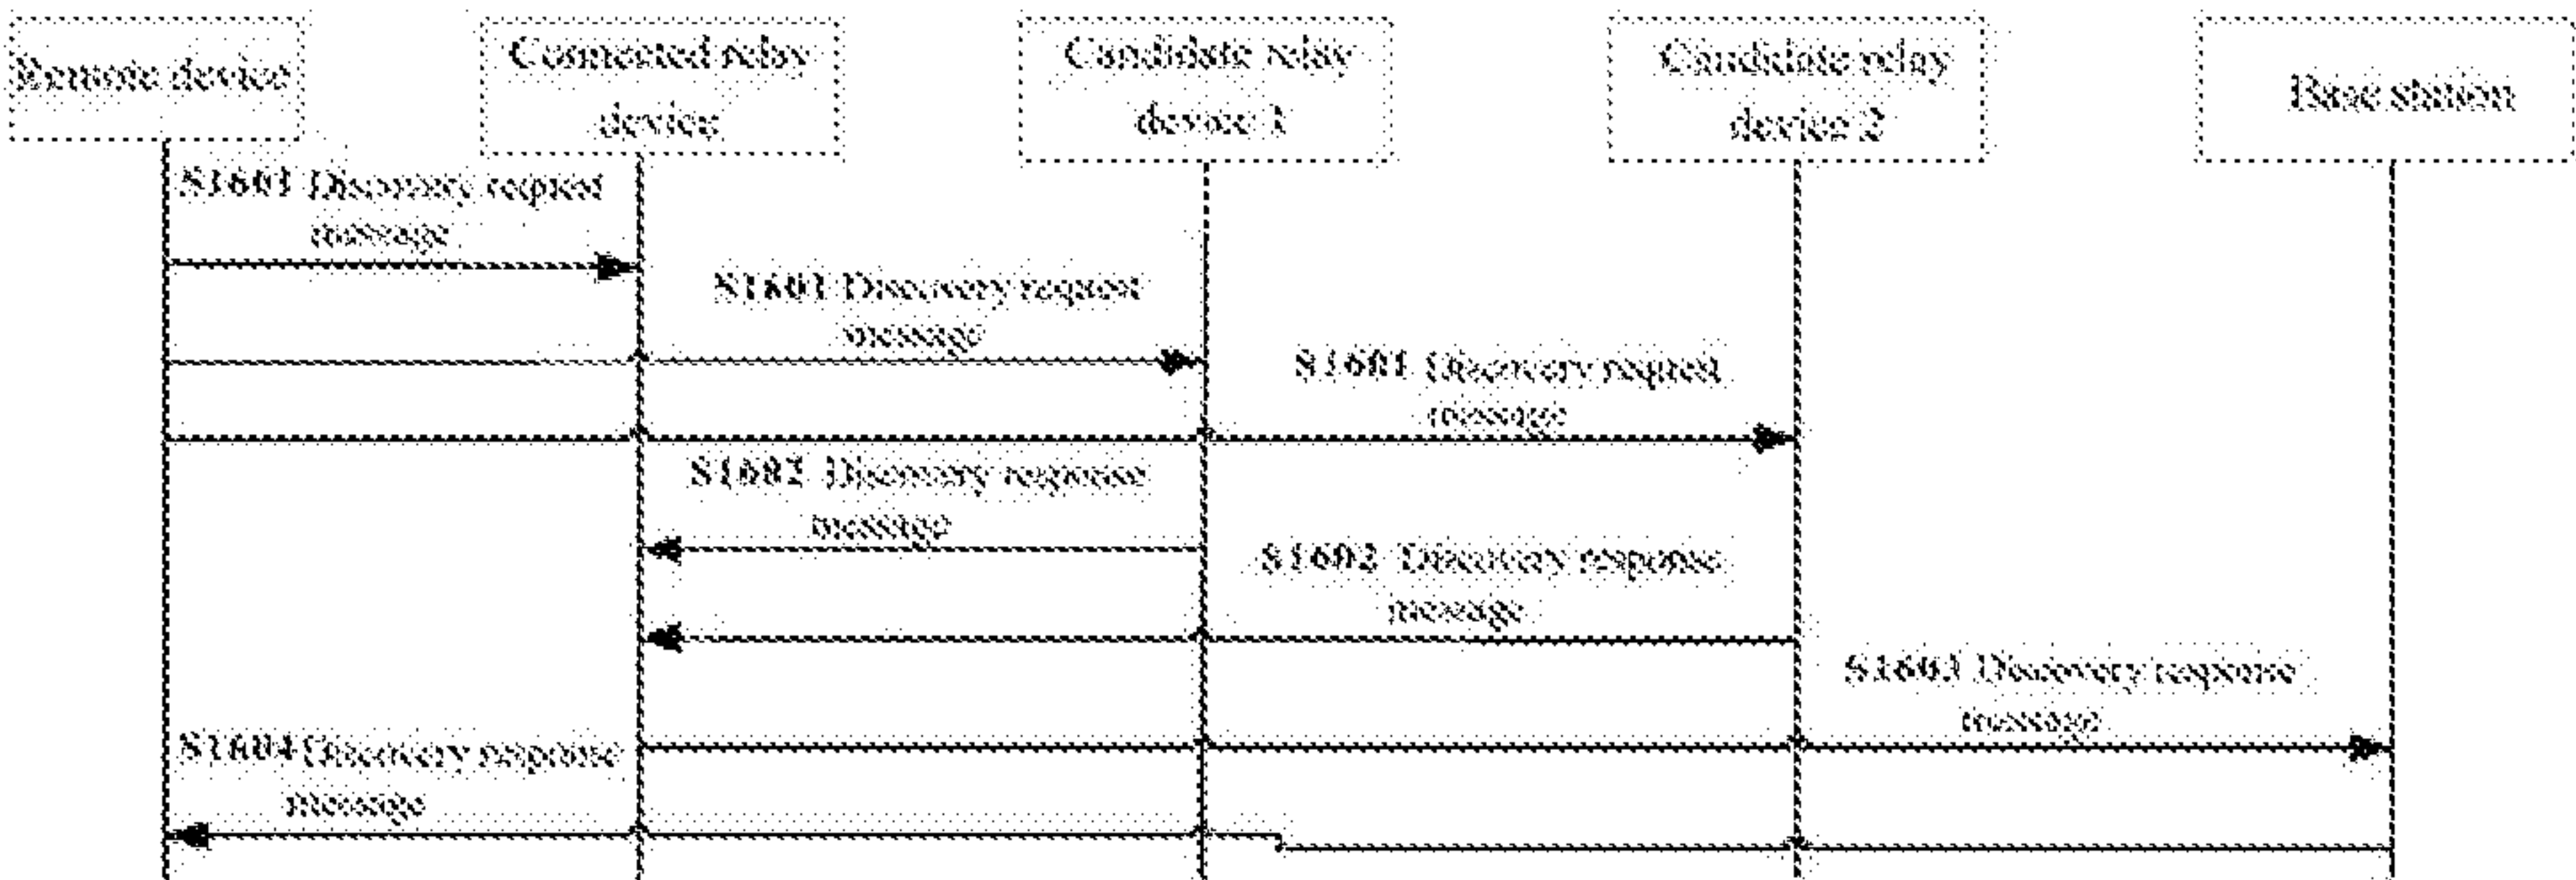 Remote device
Connected relay
device
Candidate relay
device 1
Candidate relay
device 2
Base station
S1601 Discovery request
message
S1601 Discovery request
message
S1601 Discovery request
message
S1602 Discovery response
message
S1602 Discovery response
message
S1603 Discovery response
message
S1604 Discovery response
message